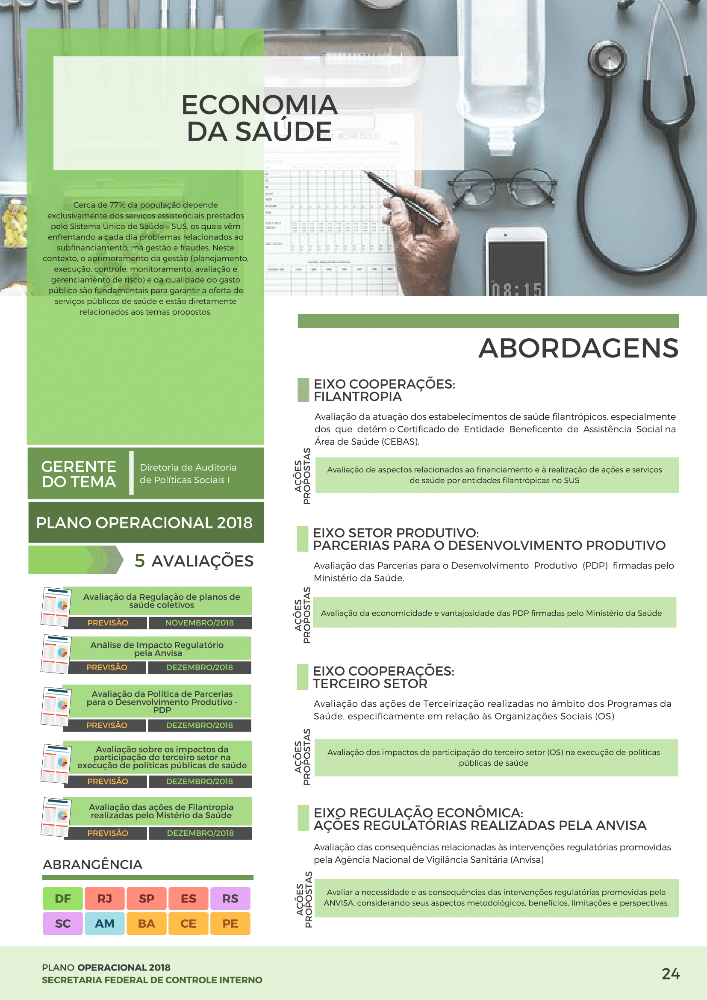 ECONOMIA
DA SAÚDE
Cerca de 77% da população depende
exclusivamente dos serviços assistenciais prestados
pelo Sistema Único de Saúde – SUS, os quais vêm
enfrentando a cada dia problemas relacionados ao
subfinanciamento, má gestão e fraudes. Neste
contexto, o aprimoramento da gestão (planejamento,
execução, controle, monitoramento, avaliação e
gerenciamento de risco) e da qualidade do gasto
público são fundamentais para garantir a oferta de
serviços públicos de saúde e estão diretamente
relacionados aos temas propostos.
SCHEDULE
08:15
GERENTE
DO TEMA
Diretoria de Auditoria
de Políticas Sociais I
PLANO OPERACIONAL 2018
5 AVALIAÇÕES
Avaliação da Regulação de planos de
saúde coletivos
PREVISÃO NOVEMBRO/2018
Análise de Impacto Regulatório
pela Anvisa
PREVISÃO DEZEMBRO/2018
Avaliação da Política de Parcerias
para o Desenvolvimento Produtivo -
PDP
PREVISÃO DEZEMBRO/2018
Avaliação sobre os impactos da
participação do terceiro setor na
execução de políticas públicas de saúde
PREVISÃO DEZEMBRO/2018
Avaliação das ações de Filantropia
realizadas pelo Mistério da Saúde
PREVISÃO DEZEMBRO/2018
ABRANGÊNCIA
DF RJ SP ES RS
SC AM BA CE PE
ABORDAGENS
EIXO COOPERAÇÕES:
FILANTROPIA
Avaliação da atuação dos estabelecimentos de saúde filantrópicos, especialmente
dos que detém o Certificado de Entidade Beneficente de Assistência Social na
Área de Saúde (CEBAS).
AÇÕES
PROPOSTAS
Avaliação de aspectos relacionados ao financiamento e à realização de ações e serviços
de saúde por entidades filantrópicas no SUS
EIXO SETOR PRODUTIVO:
PARCERIAS PARA O DESENVOLVIMENTO PRODUTIVO
Avaliação das Parcerias para o Desenvolvimento Produtivo (PDP) firmadas pelo
Ministério da Saúde.
AÇÕES
PROPOSTAS
Avaliação da economicidade e vantajosidade das PDP firmadas pelo Ministério da Saúde
EIXO COOPERAÇÕES:
TERCEIRO SETOR
Avaliação das ações de Terceirização realizadas no âmbito dos Programas da
Saúde, especificamente em relação às Organizações Sociais (OS)
AÇÕES
PROPOSTAS
Avaliação dos impactos da participação do terceiro setor (OS) na execução de políticas
públicas de saúde
EIXO REGULAÇÃO ECONÔMICA:
AÇÕES REGULATÓRIAS REALIZADAS PELA ANVISA
Avaliação das consequências relacionadas às intervenções regulatórias promovidas
pela Agência Nacional de Vigilância Sanitária (Anvisa)
AÇÕES
PROPOSTAS
Avaliar a necessidade e as consequências das intervenções regulatórias promovidas pela
ANVISA, considerando seus aspectos metodológicos, benefícios, limitações e perspectivas.
PLANO OPERACIONAL 2018
SECRETARIA FEDERAL DE CONTROLE INTERNO
24